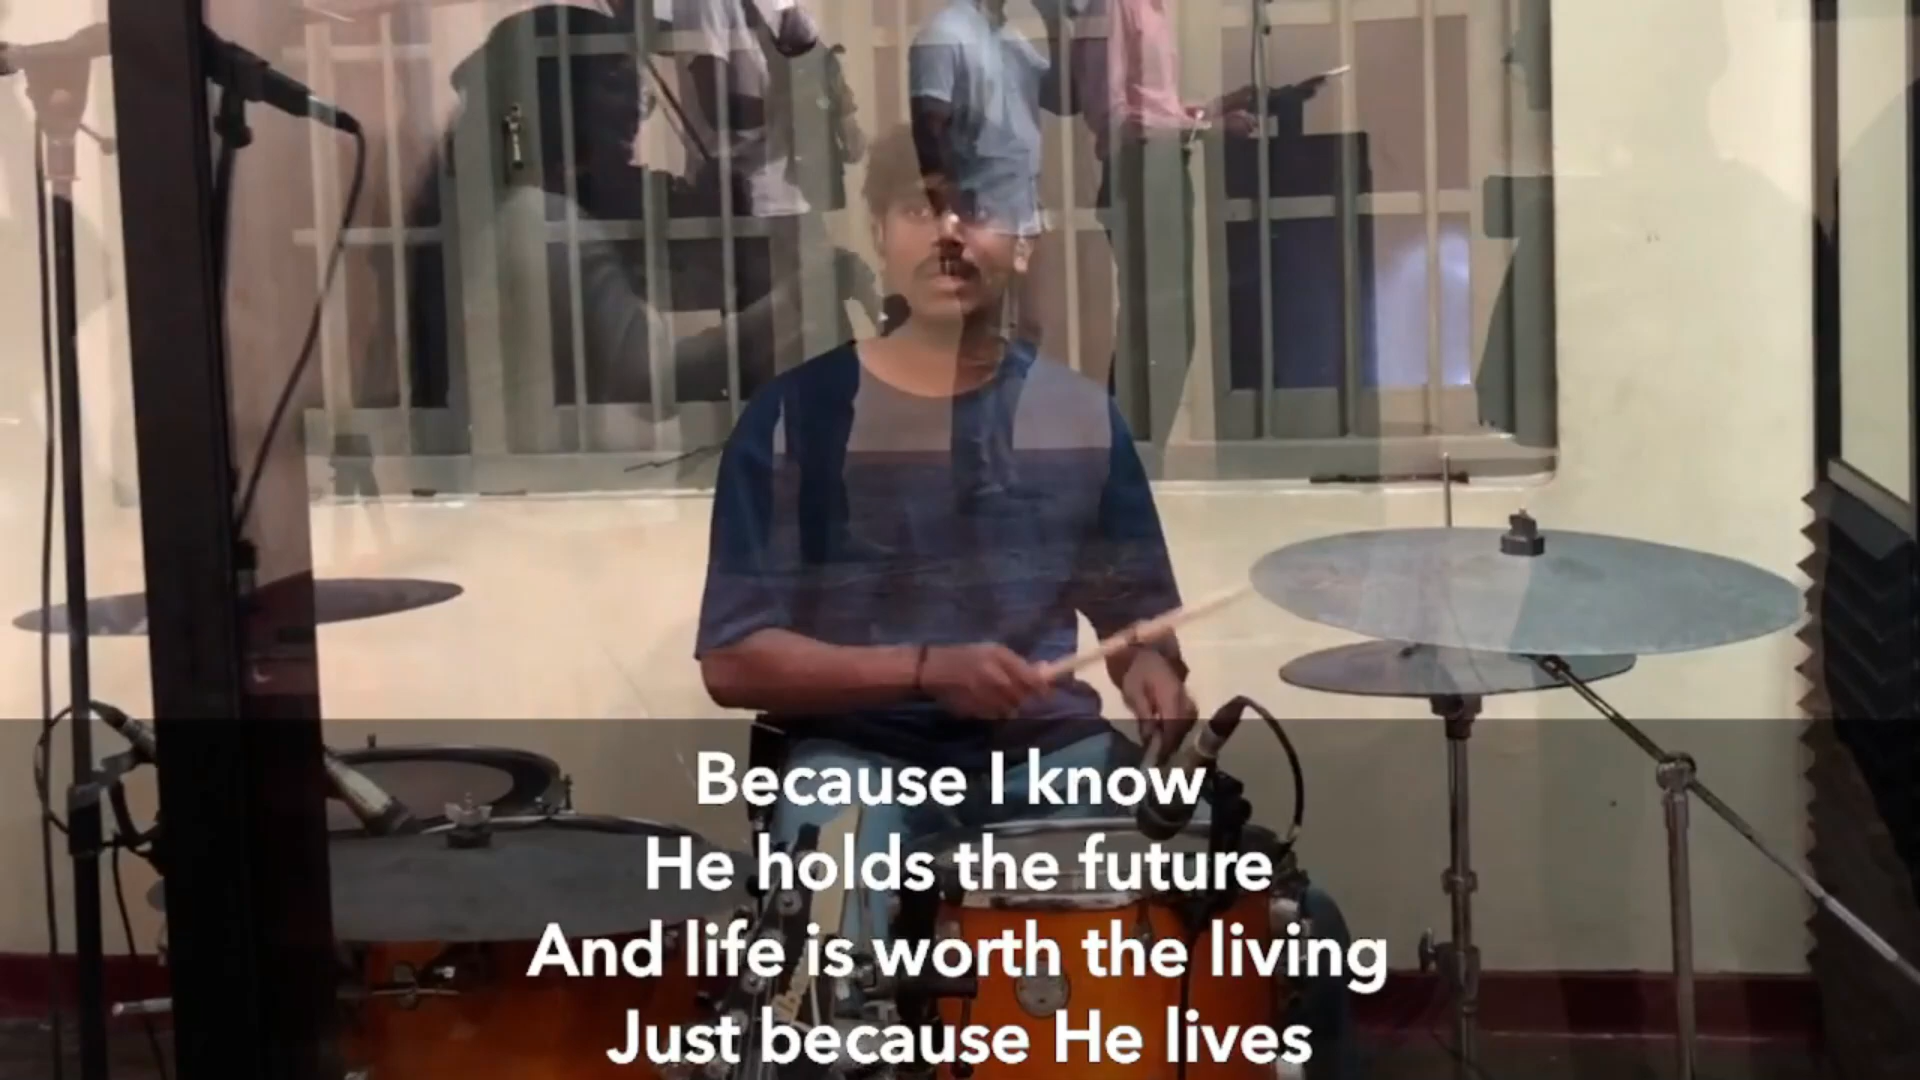 Because I know
He holds the future
And life is worth the living
Just because He lives